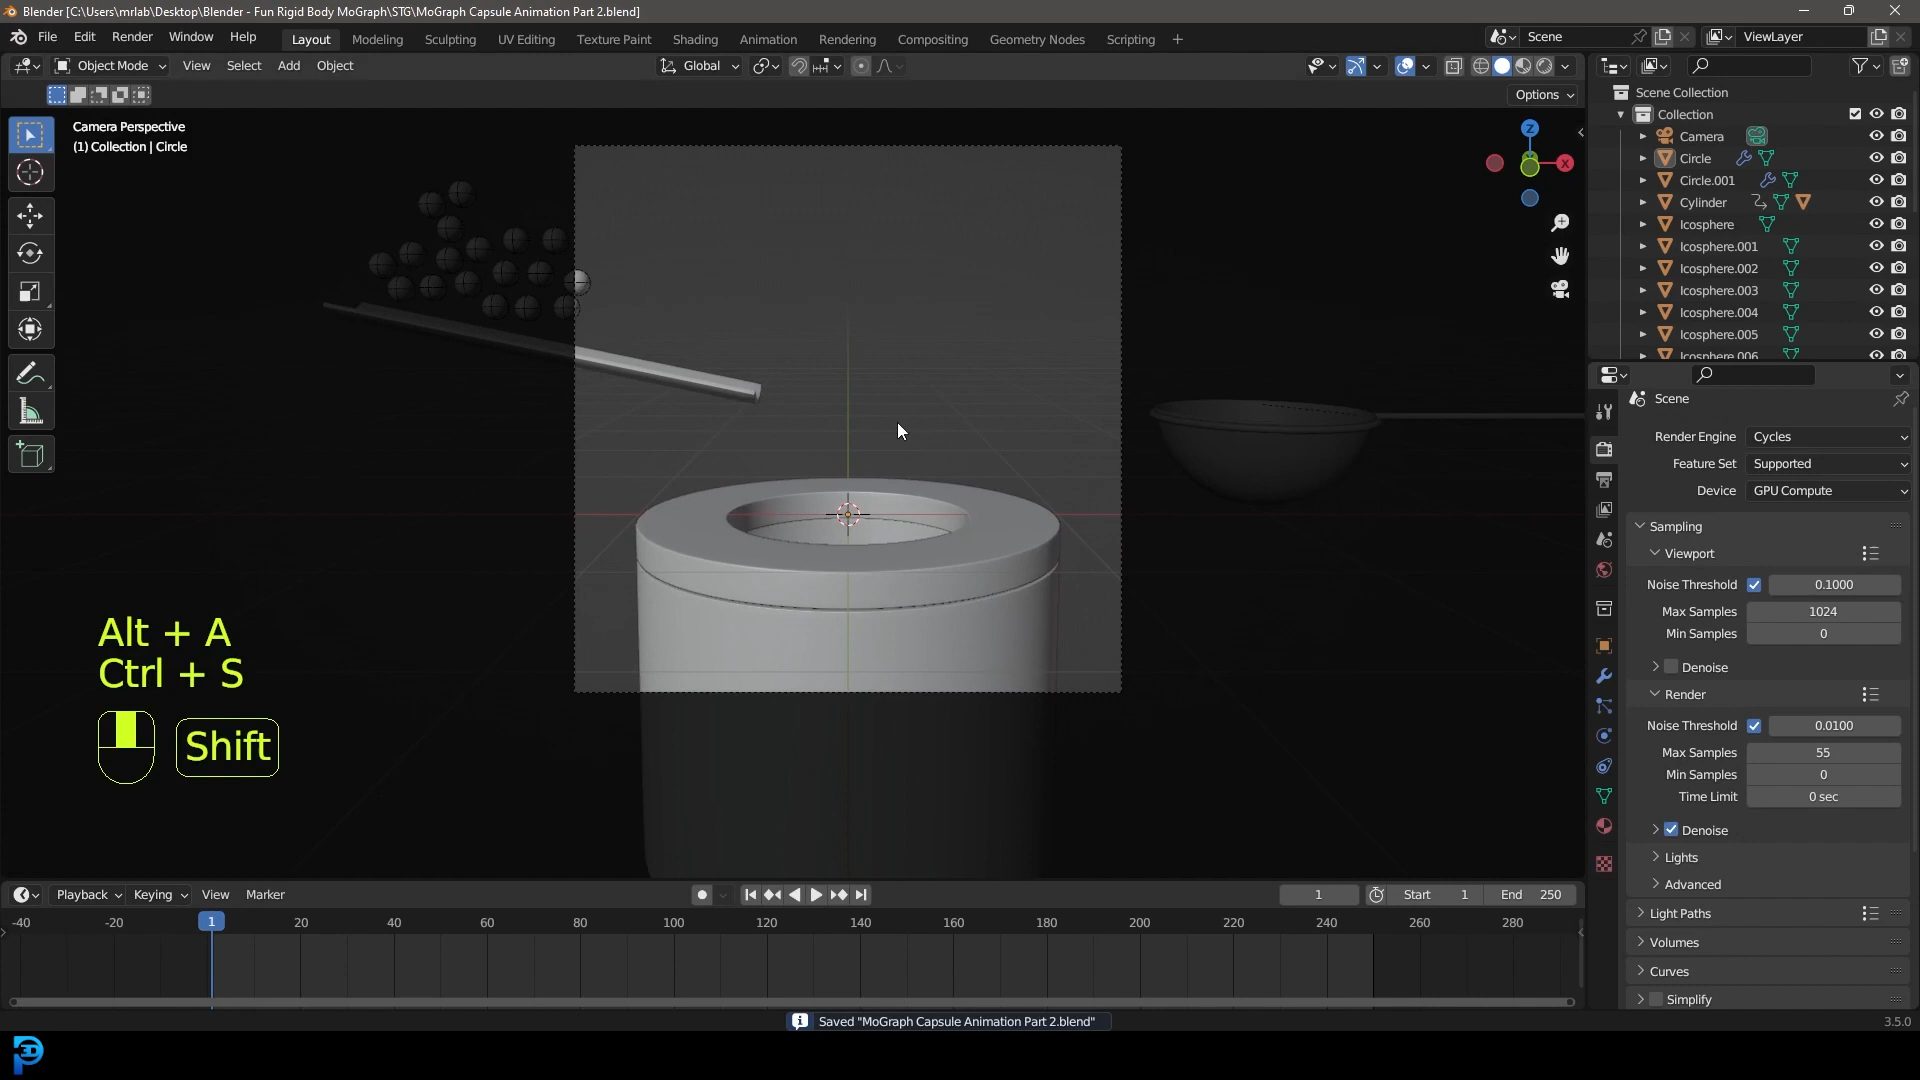 Blender [C:\Users\mrlab\Desktop\Blender - Fun Rigid Body MoGraph\STG\MoGraph Capsule Animation Part 2.blend]
File Edit Render Window Help Layout Modeling Sculpting UV Editing Texture Paint Shading Animation Rendering Compositing Geometry Nodes Scripting + Scene ViewLayer
Object Mode View Select Add Object Global
Options
Camera Perspective
(1) Collection | Circle
Z
X
Alt + A
Ctrl + S
Shift
Scene Collection
Collection
Camera
Circle
Circle.001
Cylinder
Icosphere
Icosphere.001
Icosphere.002
Icosphere.003
Icosphere.004
Icosphere.005
Icosphere.006
Scene
Render Engine Cycles
Feature Set Supported
Device GPU Compute
Sampling
Viewport
Noise Threshold 0.1000
Max Samples 1024
Min Samples 0
Denoise
Render
Noise Threshold 0.0100
Max Samples 55
Min Samples 0
Time Limit 0 sec
Denoise
Lights
Advanced
Light Paths
Volumes
Curves
Simplify
Playback Keying View Marker 1 Start 1 End 250
-40 -20 1 20 40 60 80 100 120 140 160 180 200 220 240 260 280
Saved "MoGraph Capsule Animation Part 2.blend"
3.5.0
3D